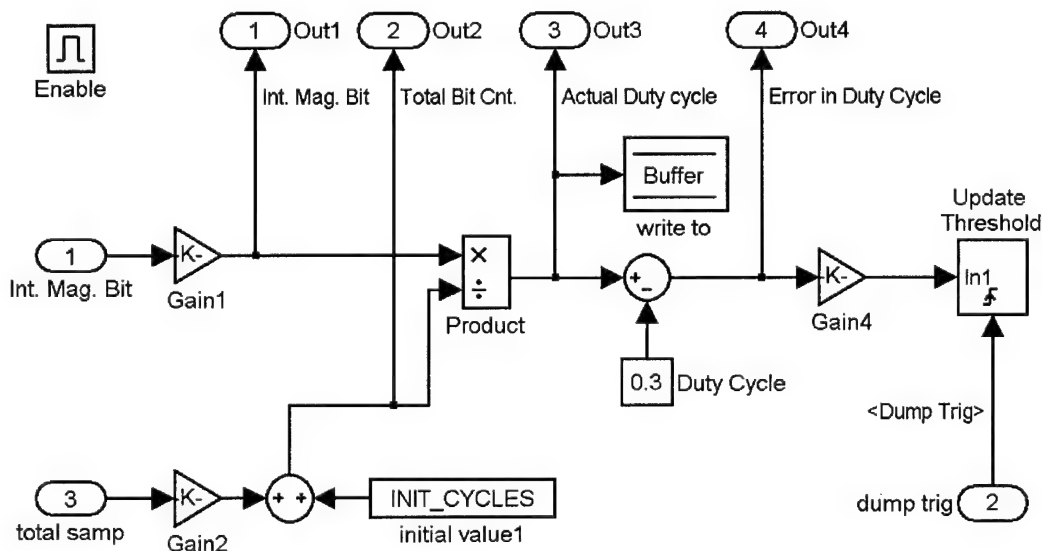 1 Out1
2 Out2
3 Out3
4 Out4
Enable
Int. Mag. Bit
Total Bit Cnt.
Actual Duty cycle
Error in Duty Cycle
Buffer
write to
Update
Threshold
1
Int. Mag. Bit
-K-
Gain1
×
÷
Product
+
-
-K-
Gain4
In1
0.3 Duty Cycle
<Dump Trig>
3
total samp
-K-
Gain2
+ +
INIT_CYCLES
initial value1
dump trig 2